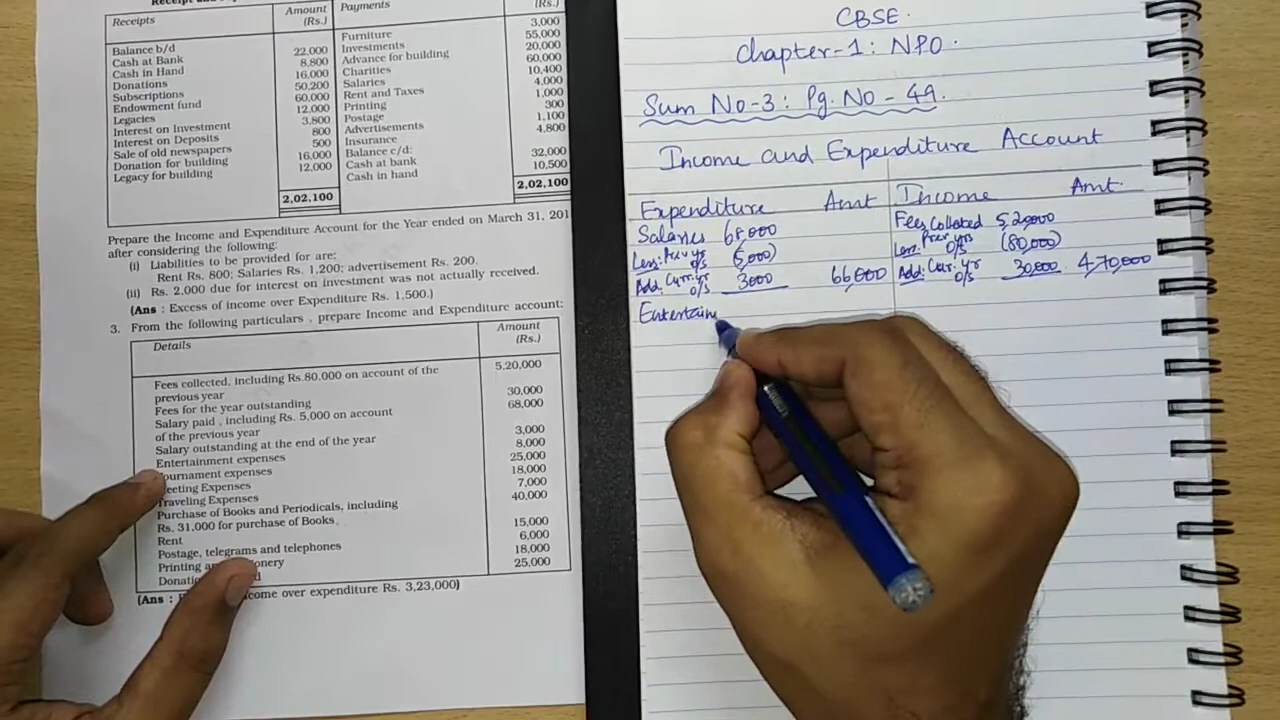 Receipts
Amount
(Rs.)
Payments
(Rs.)
Balance b/d
Cash at Bank
Cash in Hand
Donations
Subscriptions
Endowment fund
Legacies
Interest on Investment
Interest on Deposits
Sale of old newspapers
Donation for building
Legacy for building
22,000
8,800
16,000
50,200
60,000
12,000
3,800
800
500
16,000
12,000
2,02,100
Furniture
Investments
Advance for building
Charities
Salaries
Rent and Taxes
Printing
Postage
Advertisements
Insurance
Balance c/d:
Cash at bank
Cash in hand
3,000
55,000
20,000
60,000
10,400
4,000
1,000
300
1,100
4,800
32,000
10,500
2,02,100
Prepare the Income and Expenditure Account for the Year ended on March 31, 201
after considering the following:
(i) Liabilities to be provided for are:
Rent Rs. 800; Salaries Rs. 1,200; advertisement Rs. 200.
(ii) Rs. 2,000 due for interest on investment was not actually received.
(Ans : Excess of income over Expenditure Rs. 1,500.)
3. From the following particulars , prepare Income and Expenditure account:
Details
Amount
(Rs.)
Fees collected, including Rs.80,000 on account of the
previous year
Fees for the year outstanding
Salary paid , including Rs. 5,000 on account
of the previous year
Salary outstanding at the end of the year
Entertainment expenses
ournament expenses
eeting Expenses
raveling Expenses
Purchase of Books and Periodicals, including
Rs. 31,000 for purchase of Books.
Rent
Postage, telegrams and telephones
Printing a onery
Donatio d
5,20,000
30,000
68,000
3,000
8,000
25,000
18,000
7,000
40,000
15,000
6,000
18,000
25,000
(Ans : come over expenditure Rs. 3,23,000)
CBSE.
Chapter-1: NPO.
Sum No-3: Pg. No - 49.
Income and Expenditure Account
Expenditure Amt Income Amt.
Salaries 68,000
Less: Prev yr o/s (5,000)
Add: Curr. yr o/s 3000 66,000
Entertainm
Fees Collected 5,20,000
Less: Prev yrs o/s (80,000)
Add: Curr. yr o/s 30,000 4,70,000